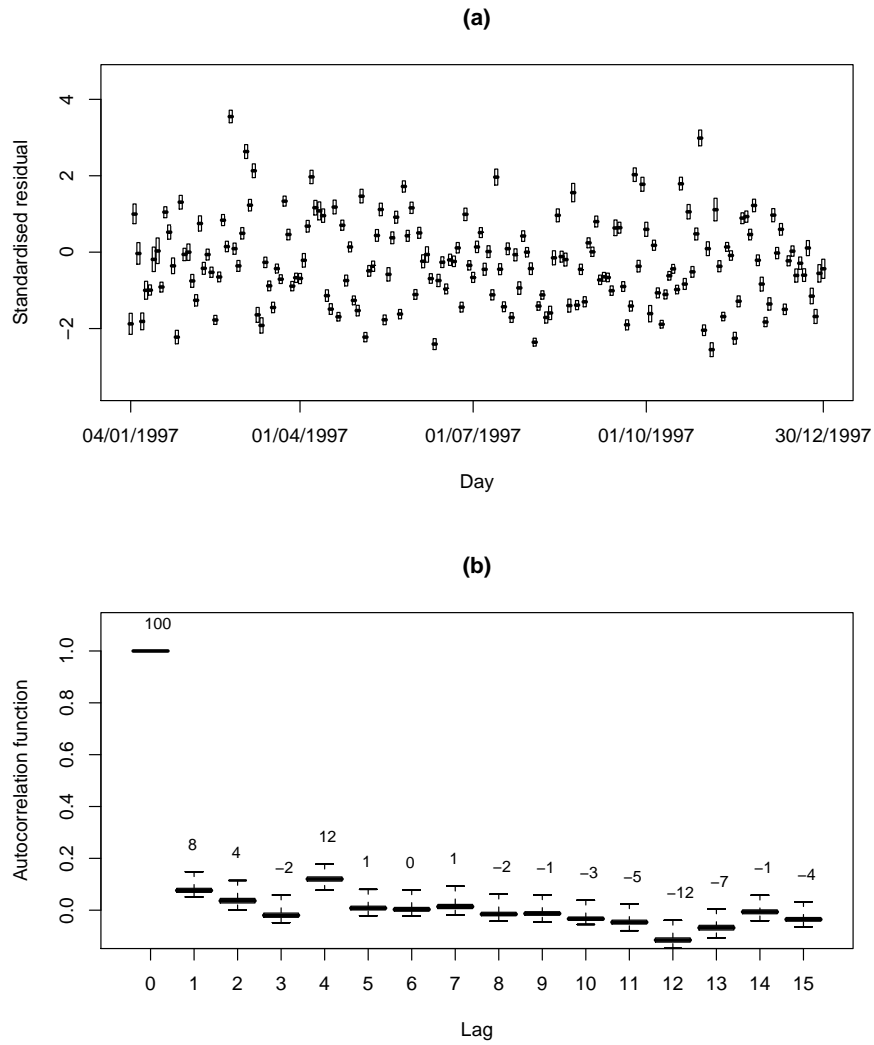 (a)
Standardised residual
4
2
0
−2
04/01/1997 01/04/1997 01/07/1997 01/10/1997 30/12/1997
Day
(b)
Autocorrelation function
1.0
0.8
0.6
0.4
0.2
0.0
100
8 4 −2 12 1 0 1 −2 −1 −3 −5 −12 −7 −1 −4
0 1 2 3 4 5 6 7 8 9 10 11 12 13 14 15
Lag